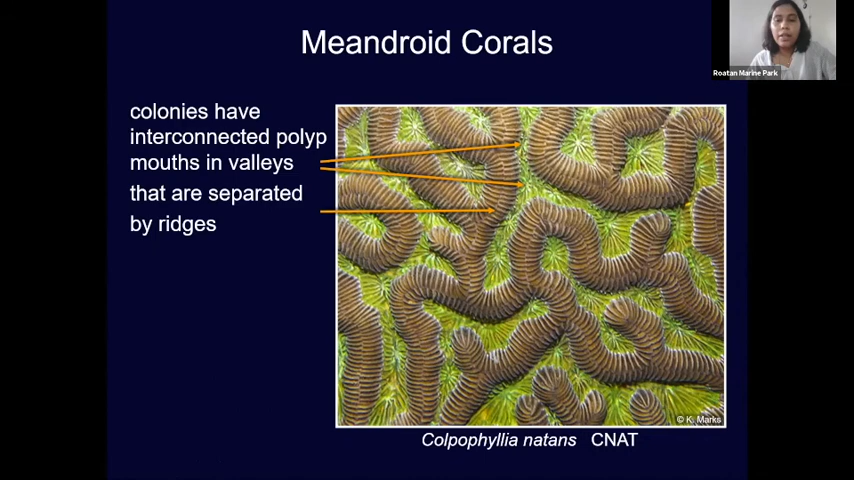 Meandroid Corals
Roatan Marine Park
colonies have
interconnected polyp
mouths in valleys
that are separated
by ridges
© K. Marks
Colpophyllia natans CNAT